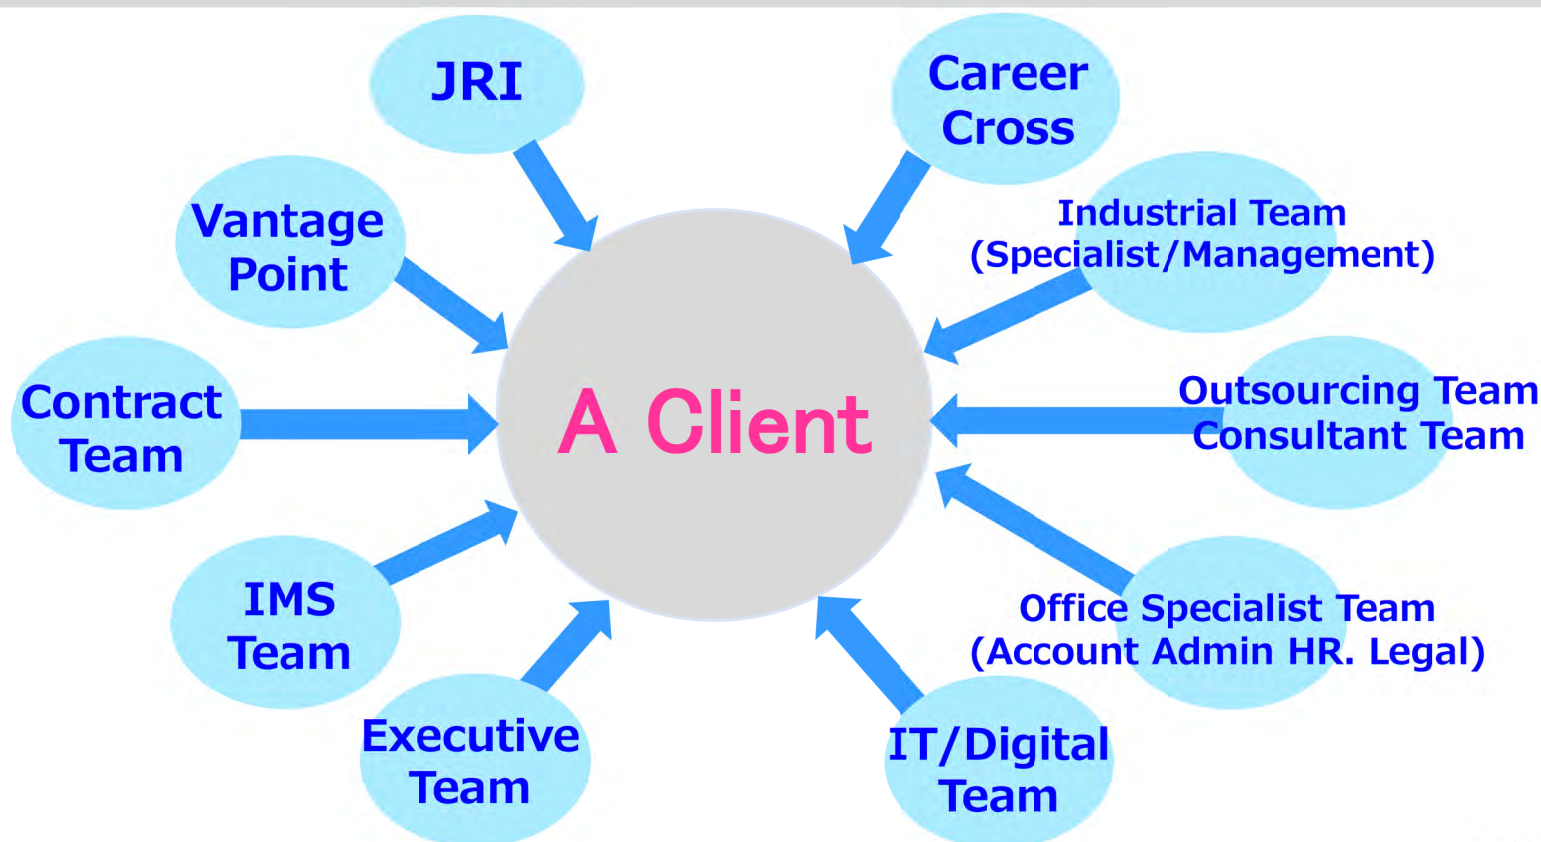 JRI
Career
Cross
Vantage
Point
Industrial Team
(Specialist/Management)
Contract
Team
A Client
Outsourcing Team
Consultant Team
IMS
Team
Office Specialist Team
(Account Admin HR. Legal)
Executive
Team
IT/Digital
Team